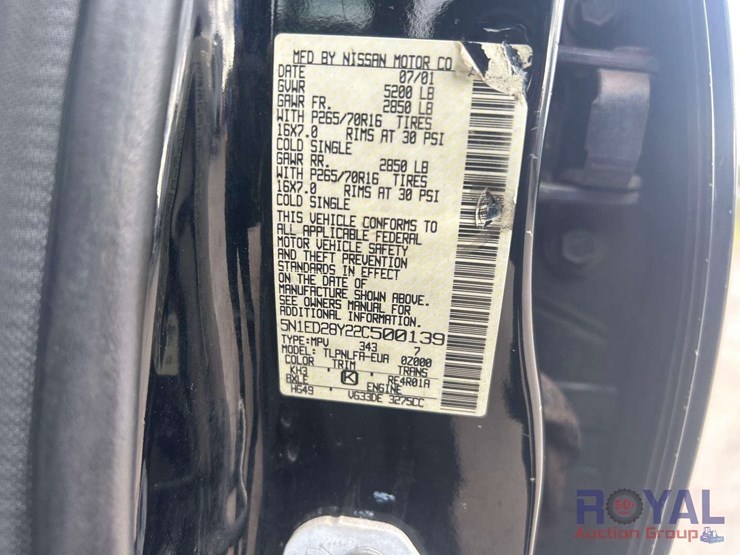 MFD BY NISSAN MOTOR CO
DATE 07/01
GVWR 5200 LB
GAWR FR. 2850 LB
WITH P265/70R16 TIRES
16X7.0 RIMS AT 30 PSI
COLD SINGLE
GAWR RR. 2850 LB
WITH P265/70R16 TIRES
16X7.0 RIMS AT 30 PSI
COLD SINGLE
THIS VEHICLE CONFORMS TO
ALL APPLICABLE FEDERAL
MOTOR VEHICLE SAFETY
AND THEFT PREVENTION
STANDARDS IN EFFECT
ON THE DATE OF
MANUFACTURE SHOWN ABOVE.
SEE OWNERS MANUAL FOR
ADDITIONAL INFORMATION.
5N1ED28Y22C500139
TYPE:MPV 343 7
MODEL: TLPNLFA-EUA 0Z000
COLOR TRIM TRANS
KH3 · K · RE4R01A
AXLE ENGINE
HG49 VG33DE 3275CC
ROYAL
Auction Group